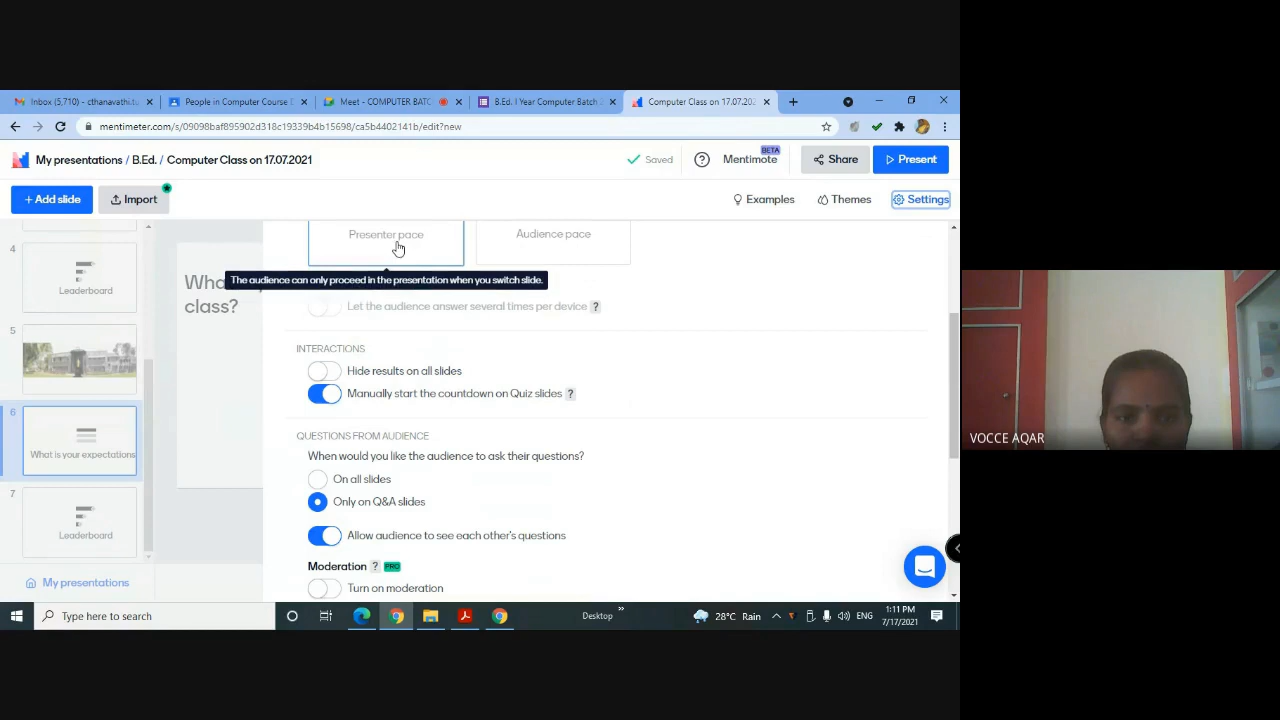 Inbox (5,710) - cthanavathi.tu
People in Computer Course D
Meet - COMPUTER BATC
B.Ed. I Year Computer Batch 2
Computer Class on 17.07.202
mentimeter.com/s/09098baf895902d318c19339b4b15698/ca5b4402141b/edit?new
My presentations / B.Ed. / Computer Class on 17.07.2021
Saved
Mentimote
BETA
Share
Present
+ Add slide
Import
Examples
Themes
Settings
4
Leaderboard
5
6
What is your expectations
7
Leaderboard
My presentations
Wha
class?
Presenter pace
Audience pace
The audience can only proceed in the presentation when you switch slide.
Let the audience answer several times per device ?
INTERACTIONS
Hide results on all slides
Manually start the countdown on Quiz slides ?
QUESTIONS FROM AUDIENCE
When would you like the audience to ask their questions?
On all slides
Only on Q&A slides
Allow audience to see each other's questions
Moderation ? PRO
Turn on moderation
VOCCE AQAR
Type here to search
Desktop
28°C Rain
ENG
1:11 PM
7/17/2021